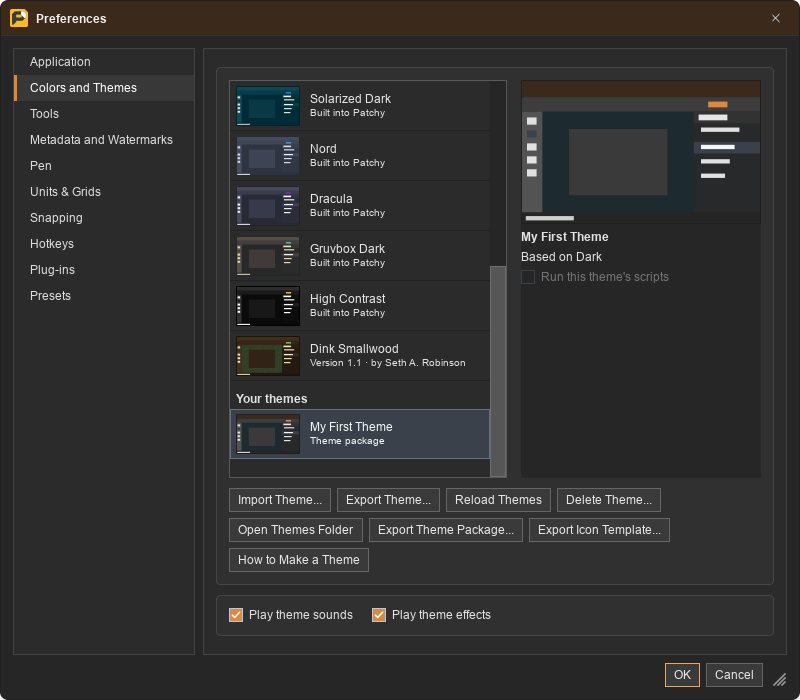 Preferences
Application
Colors and Themes
Tools
Metadata and Watermarks
Pen
Units & Grids
Snapping
Hotkeys
Plug-ins
Presets
Solarized Dark
Built into Patchy
Nord
Built into Patchy
Dracula
Built into Patchy
Gruvbox Dark
Built into Patchy
High Contrast
Built into Patchy
Dink Smallwood
Version 1.1 · by Seth A. Robinson
Your themes
My First Theme
Theme package
My First Theme
Based on Dark
Run this theme's scripts
Import Theme... Export Theme... Reload Themes Delete Theme...
Open Themes Folder Export Theme Package... Export Icon Template...
How to Make a Theme
Play theme sounds Play theme effects
OK Cancel